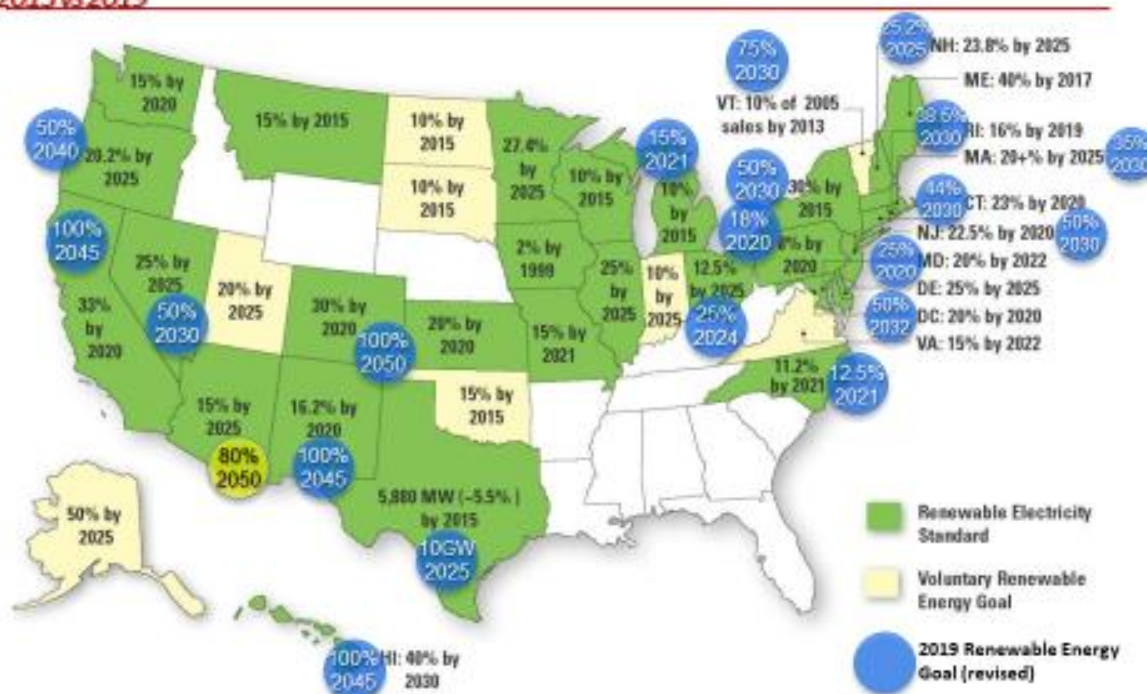 15% by
2020
50%
2040
20.2% by
2025
15% by 2015
10% by
2015
10% by
2015
27.4%
by
2025
10% by
2015
15%
2021
10%
by
2015
75%
2030
VT: 10% of 2005
sales by 2013
25.2%
2025
NH: 23.8% by 2025
ME: 40% by 2017
38.5%
2030
RI: 16% by 2019
MA: 20+% by 2025
35%
50%
2030
30% by
2015
44%
2030
CT: 23% by 2020
NJ: 22.5% by 2020
50%
2030
18%
2020
by
2020
25%
2020
MD: 20% by 2022
DE: 25% by 2025
50%
2032
DC: 20% by 2020
VA: 15% by 2022
100%
2045
25% by
2025
50%
2030
33%
by
2020
20% by
2025
30% by
2020
100%
2050
2% by
1999
20% by
2020
15% by
2021
25%
by
2025
10%
by
2025
12.5%
by 2025
25%
2024
11.2%
by 2021
12.5%
2021
15% by
2025
80%
2050
16.2% by
2020
100%
2045
15% by
2015
5,880 MW (~5.5% )
by 2015
10GW
2025
50% by
2025
100%
2045
HI: 40% by
2030
Renewable Electricity
Standard
Voluntary Renewable
Energy Goal
2019 Renewable Energy
Goal (revised)